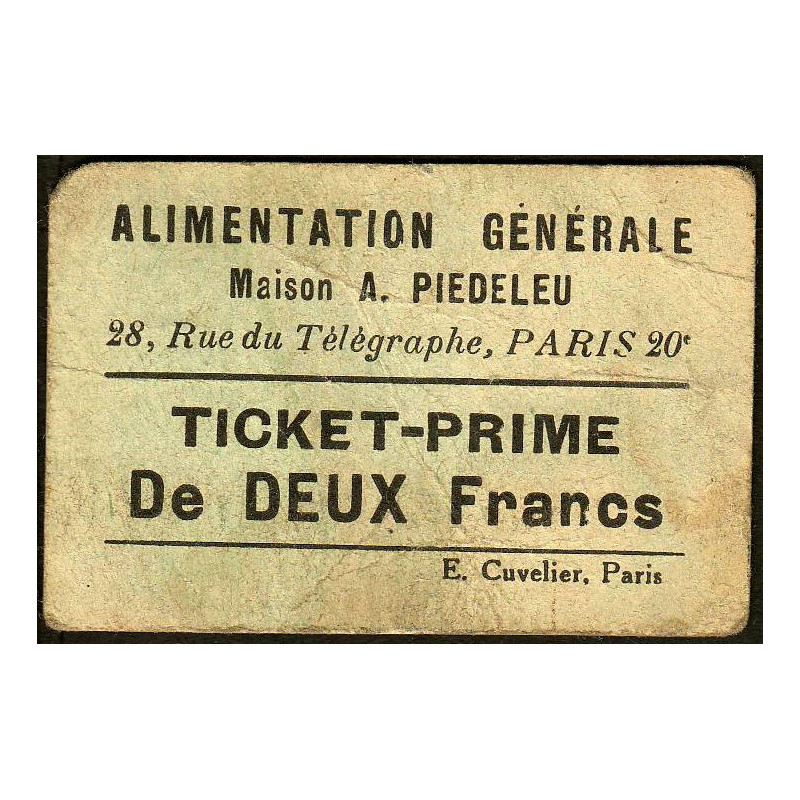 ALIMENTATION GÉNÉRALE
Maison A. PIEDELEU
28, Rue du Télégraphe, PARIS 20e
TICKET-PRIME
De DEUX Francs
E. Cuvelier, Paris